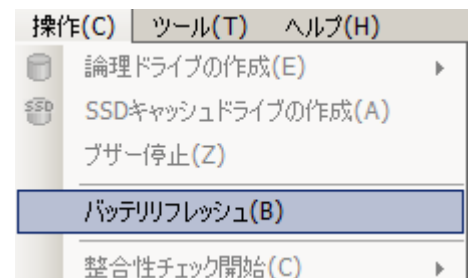 操作(C) ツール(T) ヘルプ(H)
論理ドライブの作成(E)
SSD SSDキャッシュドライブの作成(A)
ブザー停止(Z)
バッテリリフレッシュ(B)
整合性チェック開始(C)